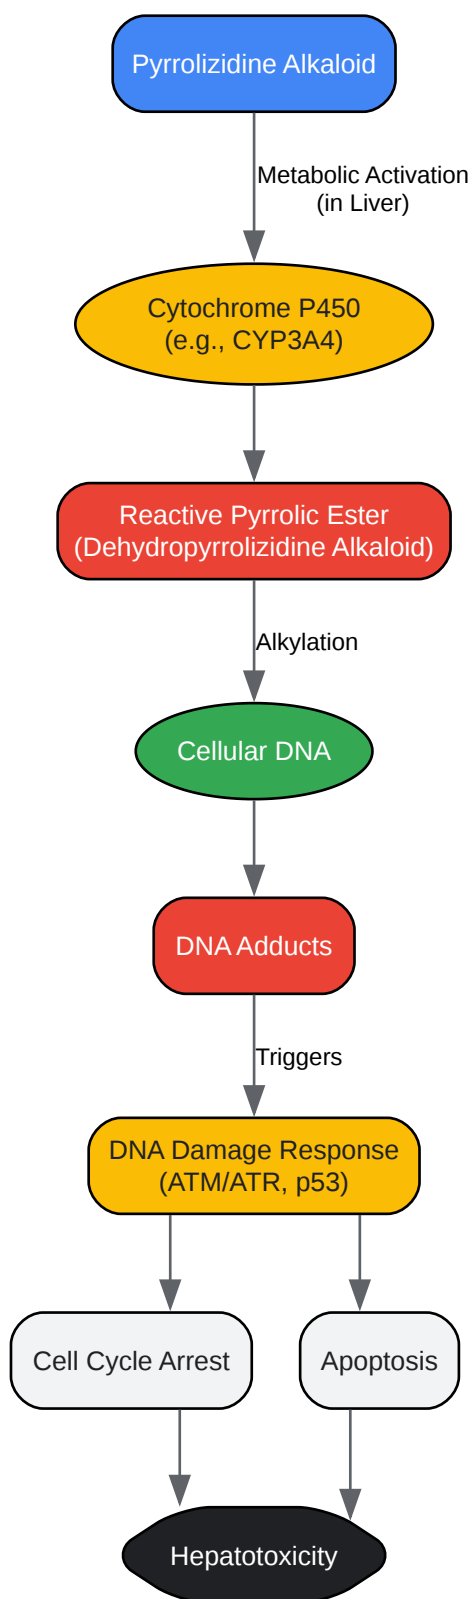 Pyrrolizidine Alkaloid
Metabolic Activation
(in Liver)
Cytochrome P450
(e.g., CYP3A4)
Reactive Pyrrolic Ester
(Dehydropyrrolizidine Alkaloid)
Alkylation
Cellular DNA
DNA Adducts
Triggers
DNA Damage Response
(ATM/ATR, p53)
Cell Cycle Arrest
Apoptosis
Hepatotoxicity